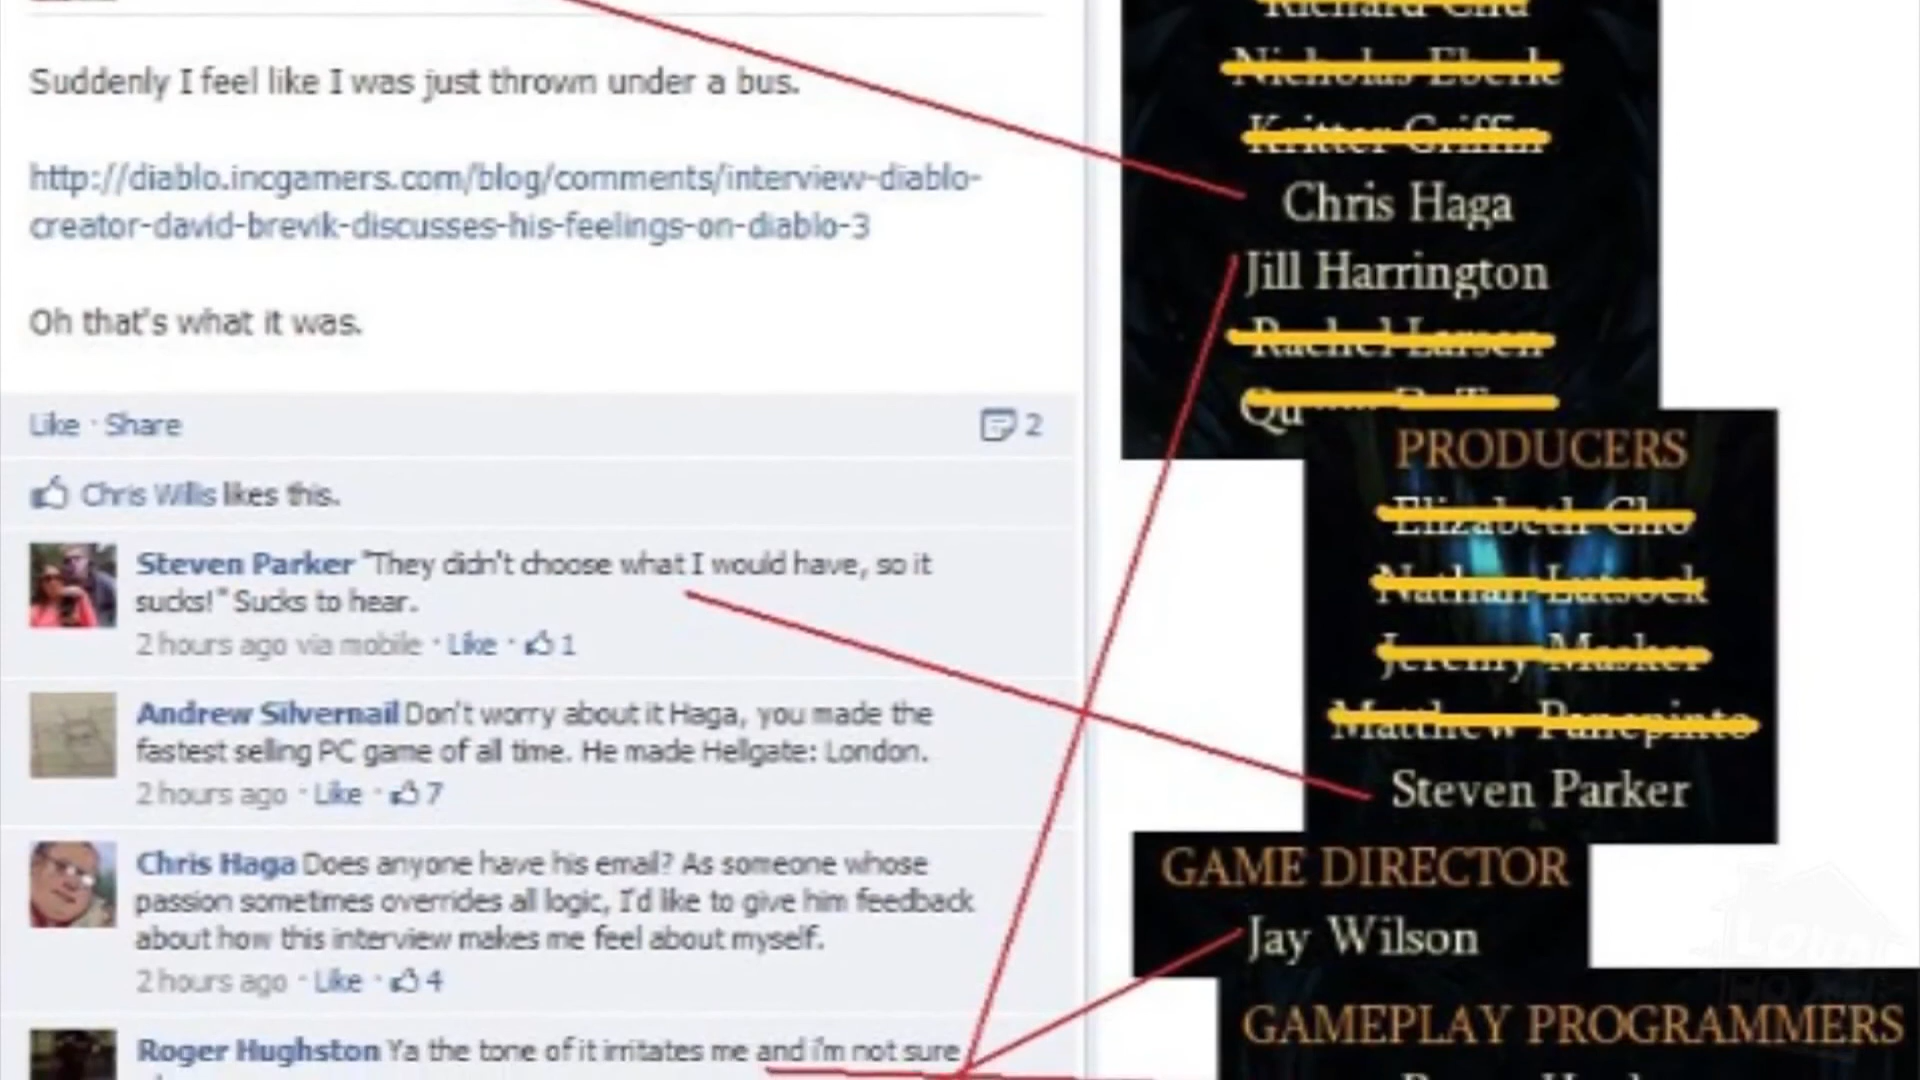 Suddenly I feel like I was just thrown under a bus.
http://diablo.incgamers.com/blog/comments/interview-diablo-
creator-david-brevik-discusses-his-feelings-on-diablo-3
Oh that's what it was.
Like · Share
2
Chris Wills likes this.
Steven Parker "They didn't choose what I would have, so it
sucks!" Sucks to hear.
2 hours ago via mobile · Like · 1
Andrew Silvernail Don't worry about it Haga, you made the
fastest selling PC game of all time. He made Hellgate: London.
2 hours ago · Like · 7
Chris Haga Does anyone have his email? As someone whose
passion sometimes overrides all logic, I'd like to give him feedback
about how this interview makes me feel about myself.
2 hours ago · Like · 4
Roger Hughston Ya the tone of it irritates me and i'm not sure
Richard Chu
Nicholas Eberle
Kritter Griffin
Chris Haga
Jill Harrington
Rachel Larsen
PRODUCERS
Elizabeth Cho
Nathan Lutsock
Jeremy Masker
Matthew Panepinto
Steven Parker
GAME DIRECTOR
Jay Wilson
GAMEPLAY PROGRAMMERS